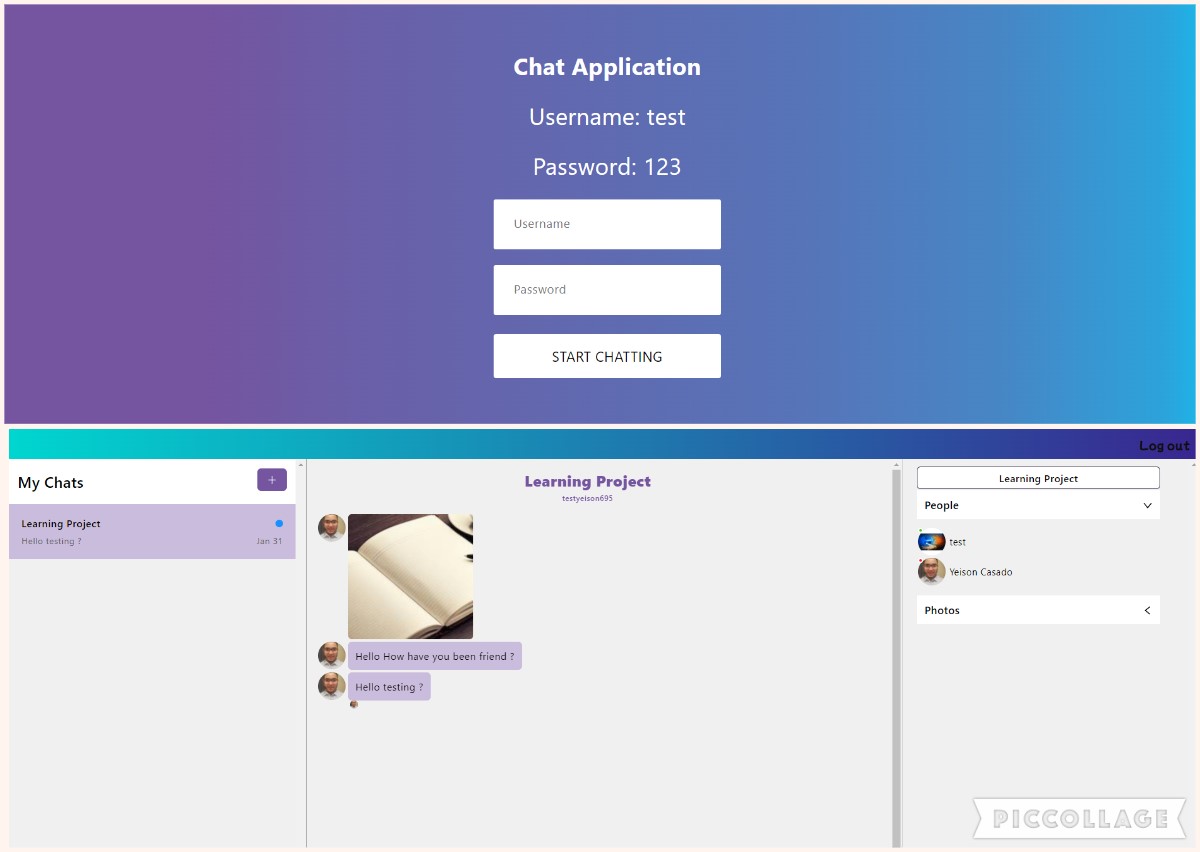 Chat Application
Username: test
Password: 123
Username
Password
START CHATTING
Log out
My Chats
+
Learning Project
Hello testing ?
Jan 31
Learning Project
testyeison695
Hello How have you been friend ?
Hello testing ?
Learning Project
People
test
Yeison Casado
Photos
PICCOLLAGE